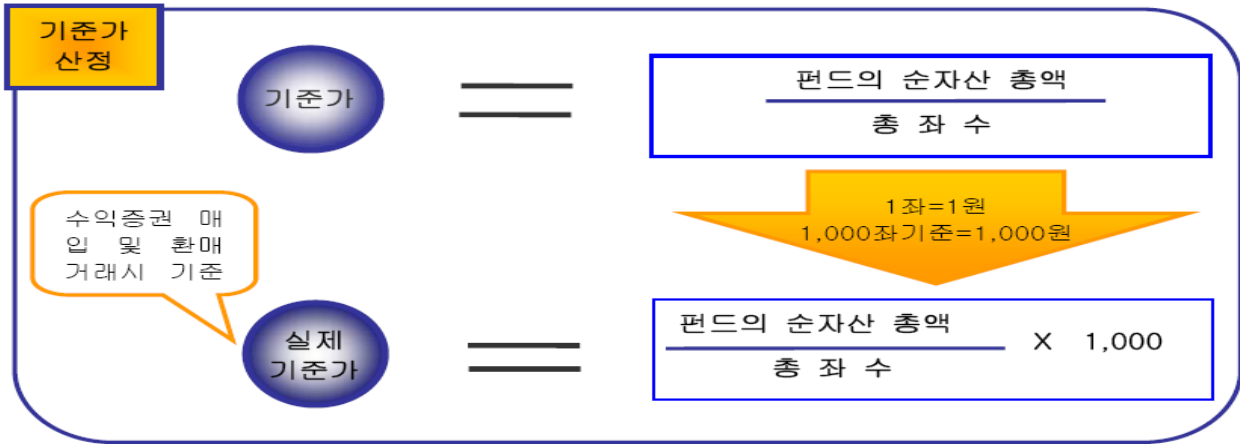 기준가
산정
기준가
펀드의 순자산 총액
총 좌 수
수익증권 매
입 및 환매
거래시 기준
1좌=1원
1,000좌기준=1,000원
실제
기준가
펀드의 순자산 총액
총 좌 수
X 1,000